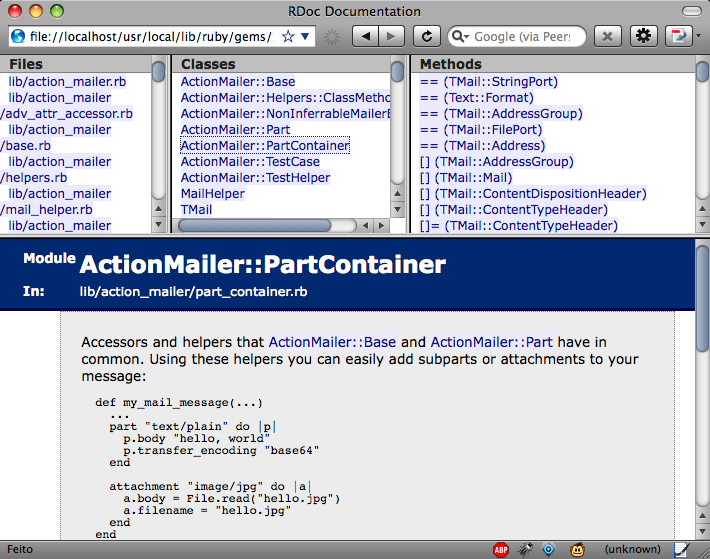 RDoc Documentation
file://localhost/usr/local/lib/ruby/gems/
Google (via Peer
Files
lib/action_mailer.rb
lib/action_mailer
/adv_attr_accessor.rb
lib/action_mailer
/base.rb
lib/action_mailer
/helpers.rb
lib/action_mailer
/mail_helper.rb
lib/action_mailer
Classes
ActionMailer::Base
ActionMailer::Helpers::ClassMetho
ActionMailer::NonInferrableMailerE
ActionMailer::Part
ActionMailer::PartContainer
ActionMailer::TestCase
ActionMailer::TestHelper
MailHelper
TMail
Methods
== (TMail::StringPort)
== (Text::Format)
== (TMail::AddressGroup)
== (TMail::FilePort)
== (TMail::Address)
[] (TMail::AddressGroup)
[] (TMail::Mail)
[] (TMail::ContentDispositionHeader)
[] (TMail::ContentTypeHeader)
[]= (TMail::ContentTypeHeader)
Module ActionMailer::PartContainer
In: lib/action_mailer/part_container.rb
Accessors and helpers that ActionMailer::Base and ActionMailer::Part have in
common. Using these helpers you can easily add subparts or attachments to your
message:
def my_mail_message(...)
...
part "text/plain" do |p|
p.body "hello, world"
p.transfer_encoding "base64"
end
attachment "image/jpg" do |a|
a.body = File.read("hello.jpg")
a.filename = "hello.jpg"
end
end
Feito
ABP
(unknown)